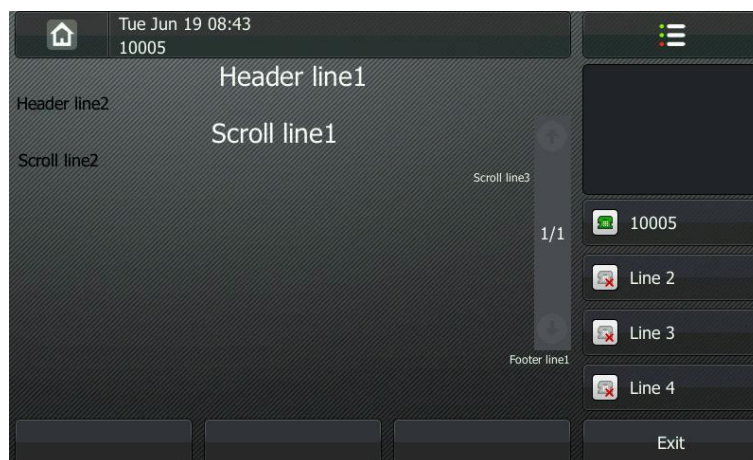 Tue Jun 19 08:43
10005
Header line1
Header line2
Scroll line1
Scroll line2
Scroll line3
1/1
Footer line1
10005
Line 2
Line 3
Line 4
Exit